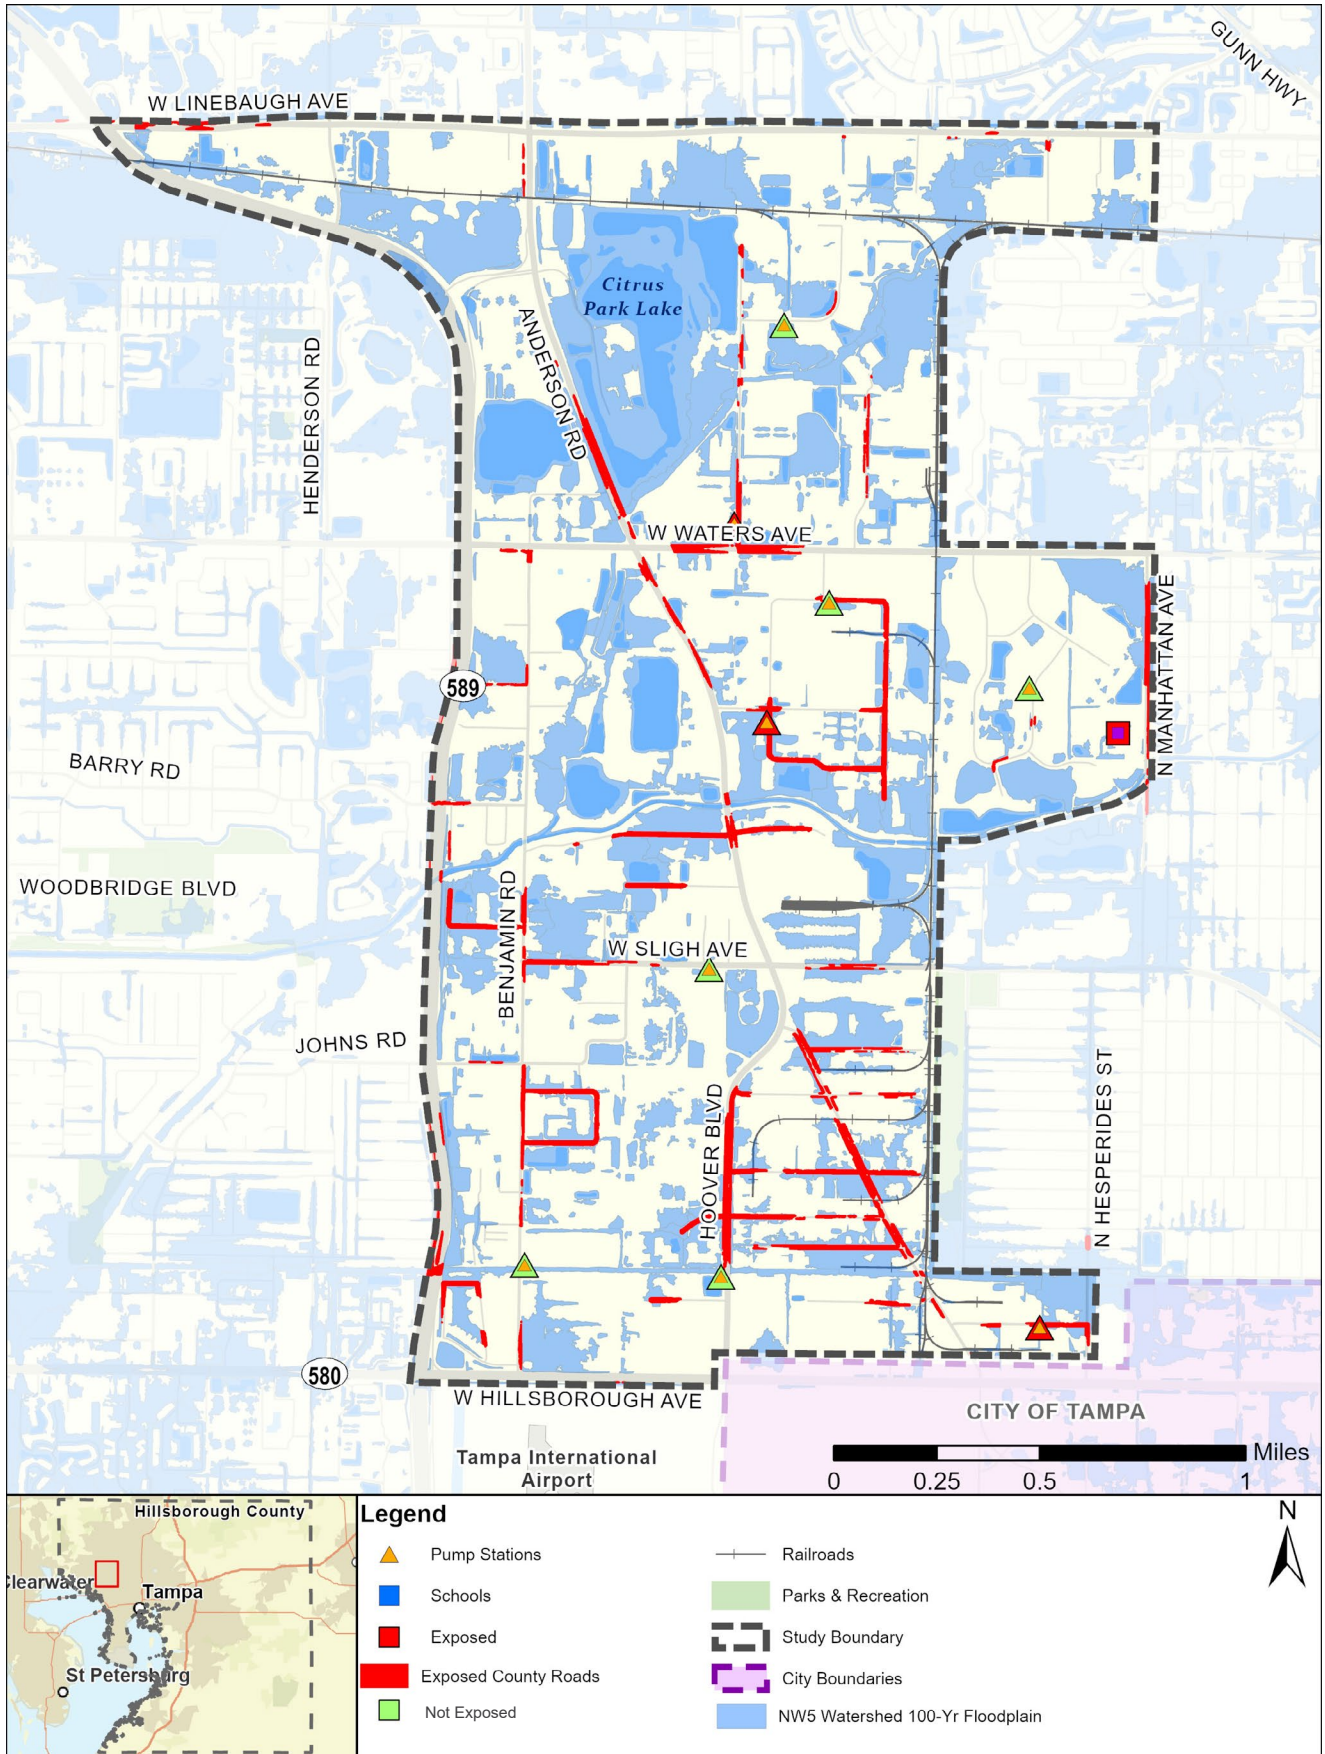 GUNN HWY
W LINEBAUGH AVE
Citrus
Park Lake
ANDERSON RD
HENDERSON RD
W WATERS AVE
N MANHATTAN AVE
589
BARRY RD
WOODBRIDGE BLVD
BENJAMIN RD
W SLIGH AVE
JOHNS RD
HOOVER BLVD
N HESPERIDES ST
580
W HILLSBOROUGH AVE
CITY OF TAMPA
Tampa International
Airport
Miles
0 0.25 0.5 1
Hillsborough County
Clearwater
Tampa
St Petersburg
Legend
Pump Stations
Schools
Exposed
Exposed County Roads
Not Exposed
Railroads
Parks & Recreation
Study Boundary
City Boundaries
NW5 Watershed 100-Yr Floodplain
N